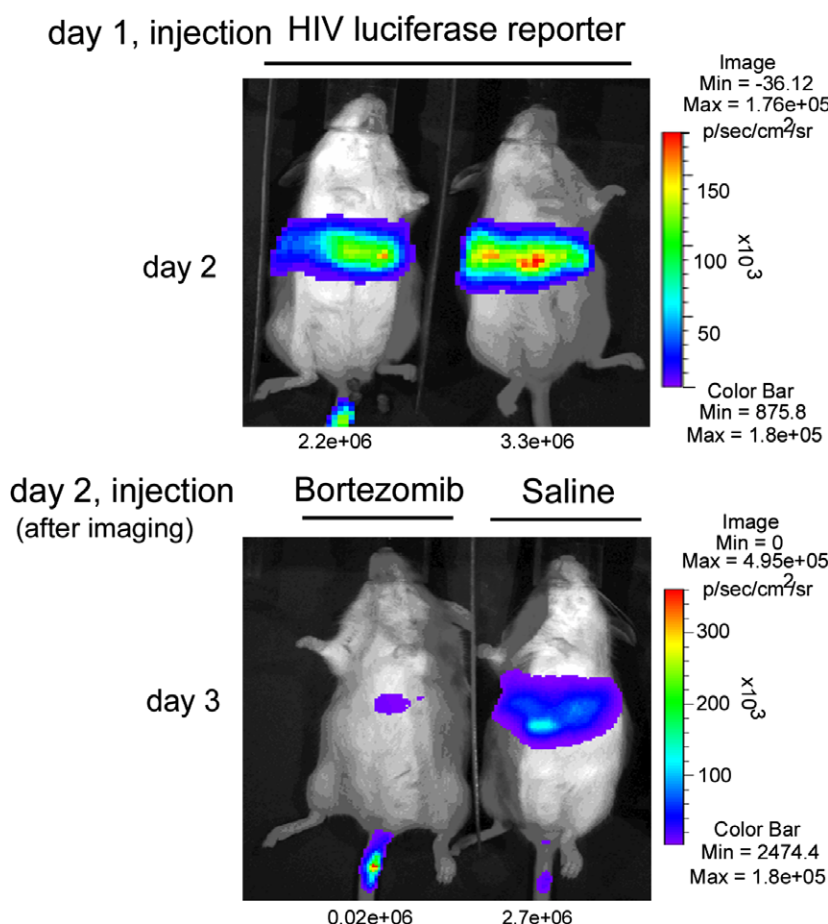 day 1, injection HIV luciferase reporter
Image
Min = -36.12
Max = 1.76e+05
p/sec/cm²/sr
150
100
50
x10³
day 2
Color Bar
Min = 875.8
Max = 1.8e+05
2.2e+06 3.3e+06
day 2, injection Bortezomib Saline
(after imaging)
Image
Min = 0
Max = 4.95e+05
p/sec/cm²/sr
300
200
100
x10³
day 3
Color Bar
Min = 2474.4
Max = 1.8e+05
0.02e+06 2.7e+06